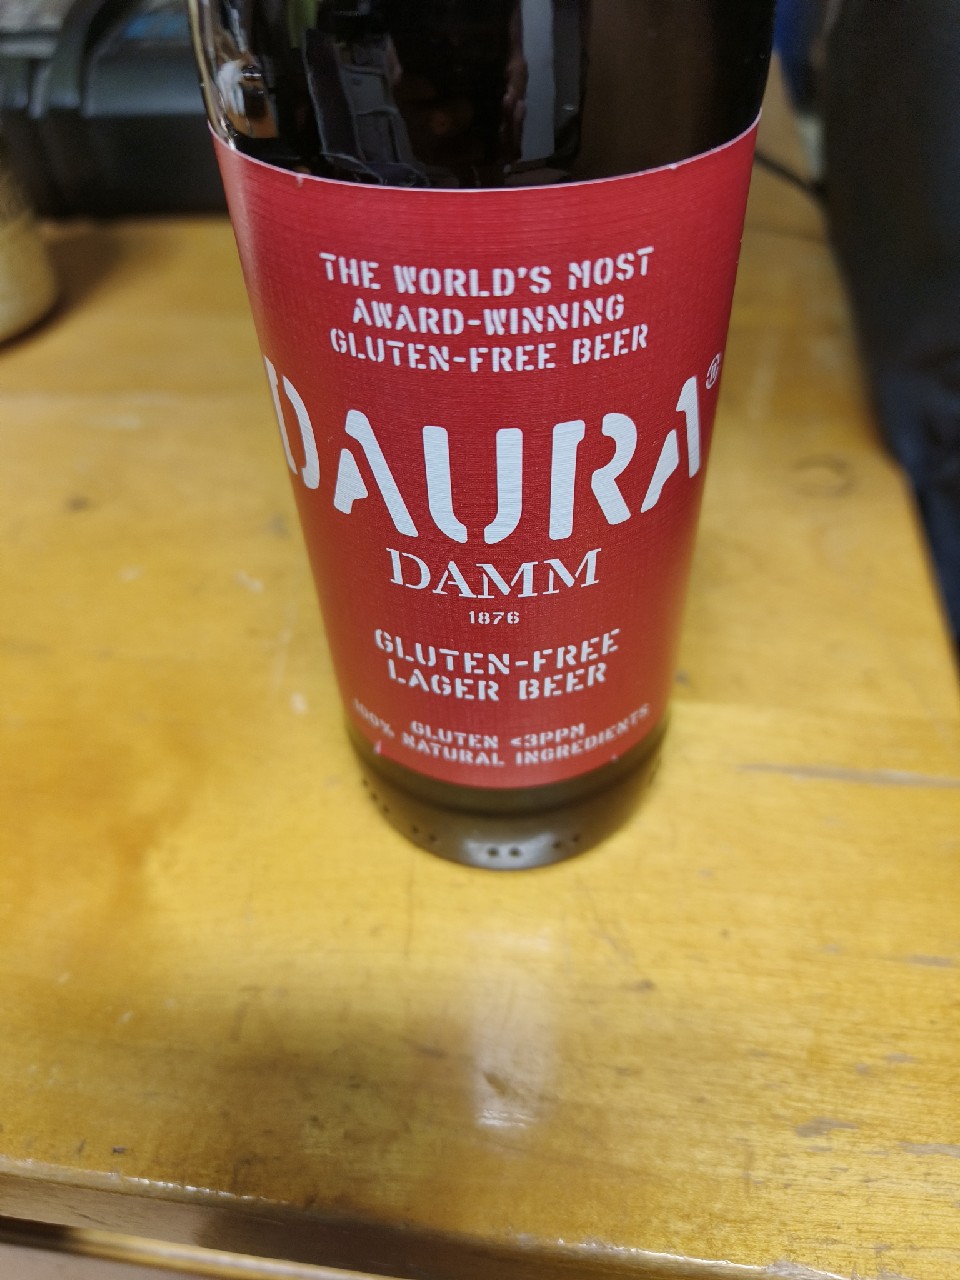 THE WORLD'S MOST
AWARD-WINNING
GLUTEN-FREE BEER
DAURA®
DAMM
1876
GLUTEN-FREE
LAGER BEER
GLUTEN <3PPM
100% NATURAL INGREDIENTS